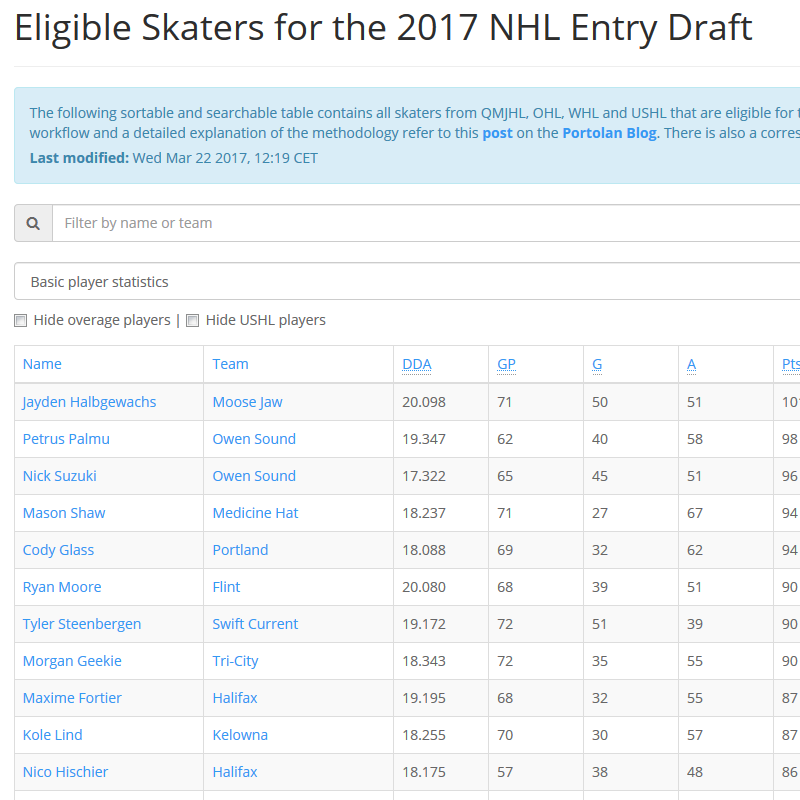 Eligible Skaters for the 2017 NHL Entry Draft
The following sortable and searchable table contains all skaters from QMJHL, OHL, WHL and USHL that are eligible for
workflow and a detailed explanation of the methodology refer to this post on the Portolan Blog. There is also a
Last modified: Wed Mar 22 2017, 12:19 CET
Filter by name or team
Basic player statistics
Hide overage players | Hide USHL players
Name Team DDA GP G A Pts
Jayden Halbgewachs Moose Jaw 20.098 71 50 51
Petrus Palmu Owen Sound 19.347 62 40 58 98
Nick Suzuki Owen Sound 17.322 65 45 51 96
Mason Shaw Medicine Hat 18.237 71 27 67 94
Cody Glass Portland 18.088 69 32 62 94
Ryan Moore Flint 20.080 68 39 51 90
Tyler Steenbergen Swift Current 19.172 72 51 39 90
Morgan Geekie Tri-City 18.343 72 35 55 90
Maxime Fortier Halifax 19.195 68 32 55 87
Kole Lind Kelowna 18.255 70 30 57 87
Nico Hischier Halifax 18.175 57 38 48 86